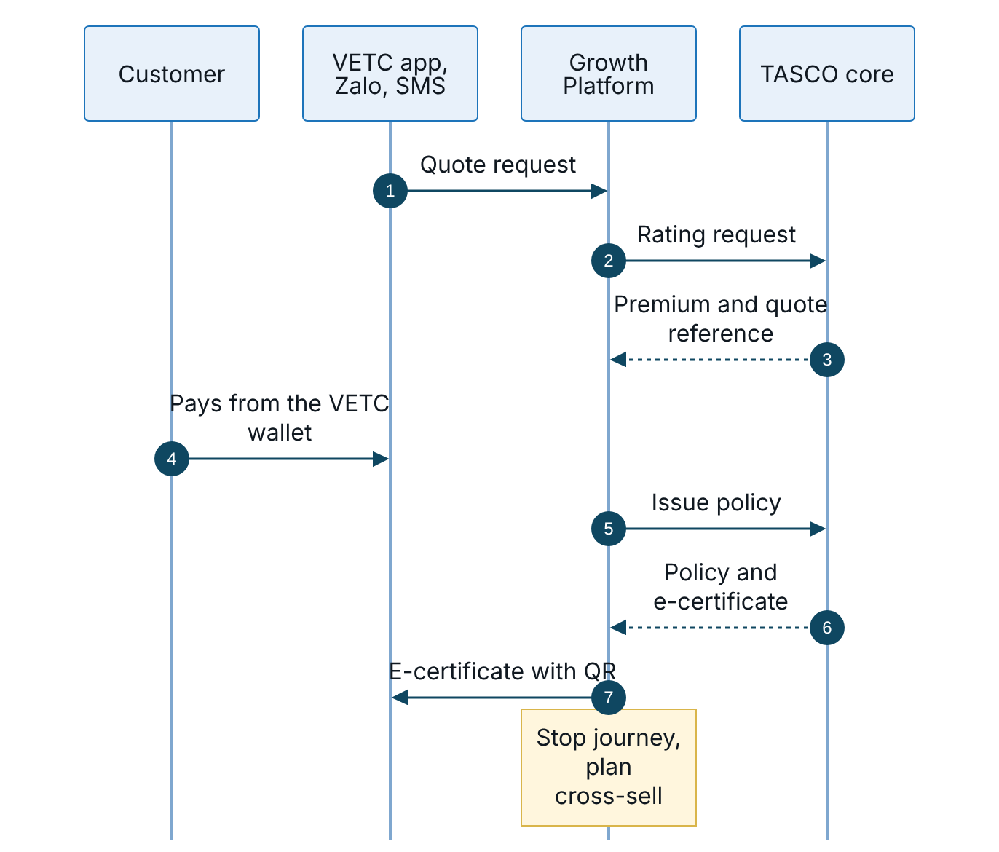 Customer
VETC app,
Zalo, SMS
Growth
Platform
TASCO core
Quote request
1
Rating request
2
Premium and quote
reference
3
Pays from the VETC
wallet
4
Issue policy
5
Policy and
e-certificate
6
E-certificate with QR
7
Stop journey,
plan
cross-sell